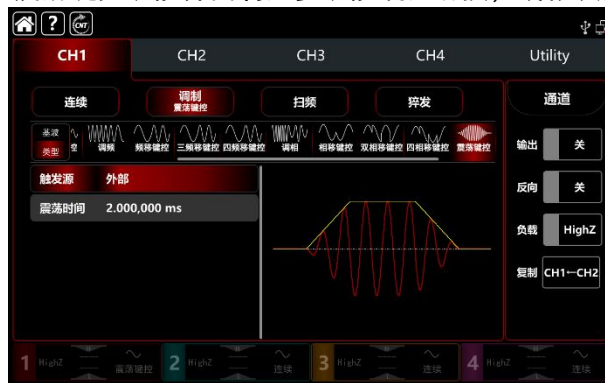 ? CNT
CH1 CH2 CH3 CH4 Utility
连续 调制 扫频 猝发 通道
震荡键控
基波 类型 调频 频移键控 三频移键控 四频移键控 调相 相移键控 双相移键控 四相移键控 震荡键控
输出 关
触发源 外部
反向 关
震荡时间 2.000,000 ms
负载 HighZ
复制 CH1←CH2
1 HighZ 震荡键控 2 HighZ 连续 3 HighZ 连续 4 HighZ 连续